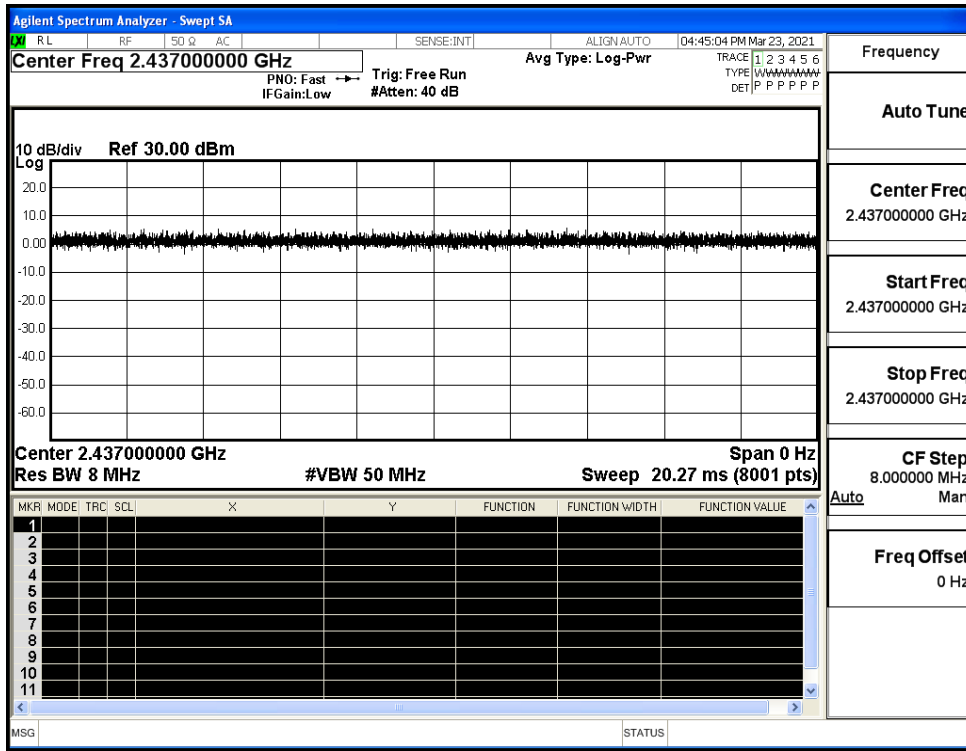 Agilent Spectrum Analyzer - Swept SA
LXI RL RF 50 Ω AC SENSE:INT ALIGN AUTO 04:45:04 PM Mar 23, 2021
Center Freq 2.437000000 GHz
PNO: Fast
IFGain:Low
Trig: Free Run
#Atten: 40 dB
Avg Type: Log-Pwr
TRACE 1 2 3 4 5 6
TYPE
DET P P P P P P
10 dB/div Ref 30.00 dBm
Log
20.0
10.0
0.00
-10.0
-20.0
-30.0
-40.0
-50.0
-60.0
Center 2.437000000 GHz Span 0 Hz
Res BW 8 MHz #VBW 50 MHz Sweep 20.27 ms (8001 pts)
MKR MODE TRC SCL X Y FUNCTION FUNCTION WIDTH FUNCTION VALUE
1
2
3
4
5
6
7
8
9
10
11
MSG STATUS
Frequency
Auto Tune
Center Freq
2.437000000 GHz
Start Freq
2.437000000 GHz
Stop Freq
2.437000000 GHz
CF Step
8.000000 MHz
Auto Man
Freq Offset
0 Hz